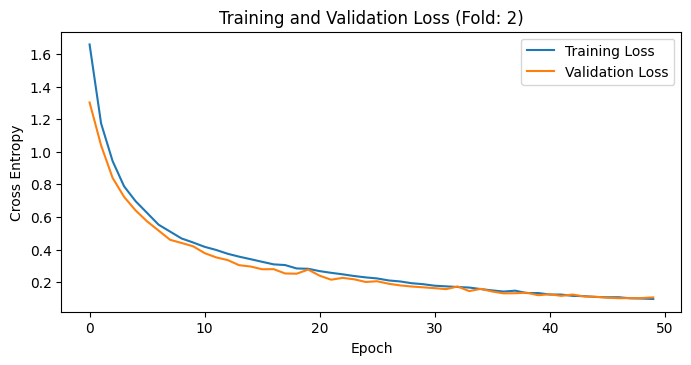 Training and Validation Loss (Fold: 2)
Training Loss
Validation Loss
Cross Entropy
1.6
1.4
1.2
1.0
0.8
0.6
0.4
0.2
0
10
20
30
40
50
Epoch